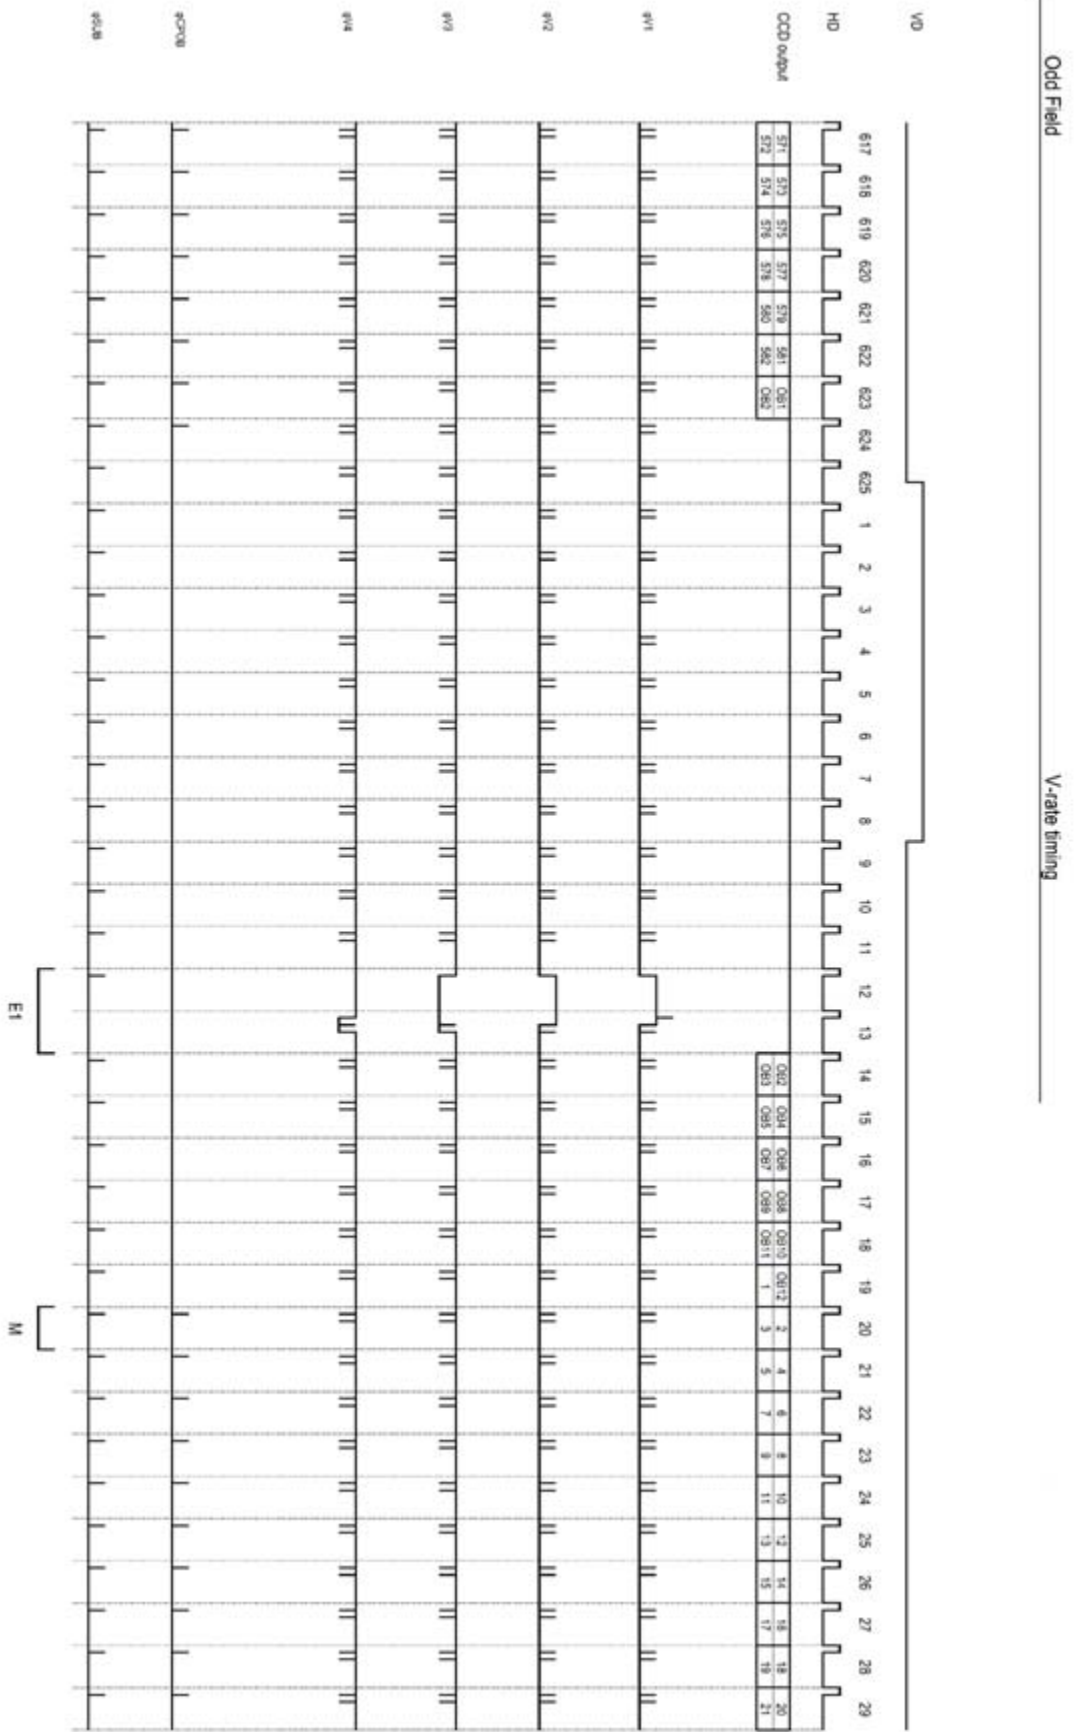 Odd Field
V-rate timing
VD
617 618 619 620 621 622 623 624 625 1 2 3 4 5 6 7 8 9 10 11 12 13 14 15 16 17 18 19 20 21 22 23 24 25 26 27 28 29
HD
CCD output
571 573 575 577 579 581 OB1 OB2 OB4 OB6 OB8 OB10 OB12 2 4 6 8 10 12 14 16 18 20
572 574 576 578 580 582 OB2 OB3 OB5 OB7 OB9 OB11 1 3 5 7 9 11 13 15 17 19 21
φV1
φV2
φV3
φV4
φCPOB
φSUB
E1
M